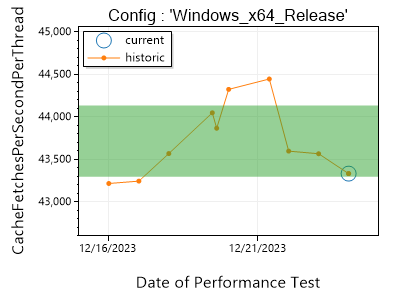 Config : 'Windows_x64_Release'
current
historic
CacheFetchesPerSecondPerThread
45,000
44,500
44,000
43,500
43,000
12/16/2023
12/21/2023
Date of Performance Test